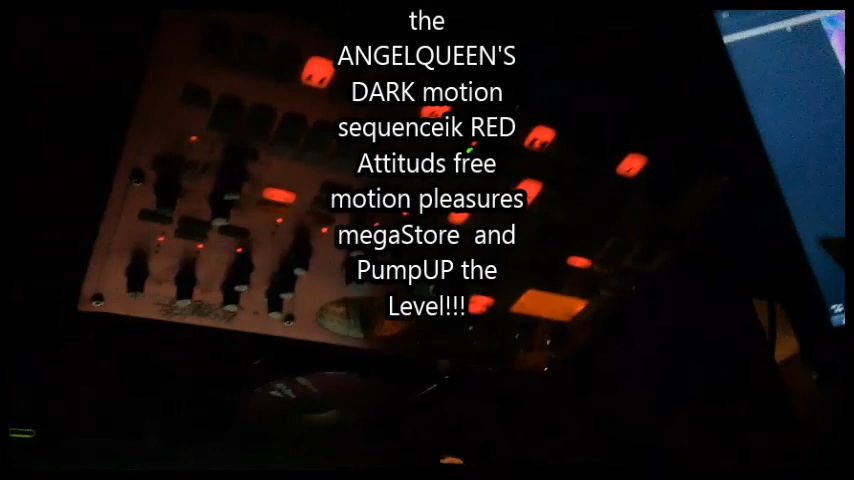 the
ANGELQUEEN'S
DARK motion
sequenceik RED
Attituds free
motion pleasures
megaStore  and
PumpUP the
Level!!!